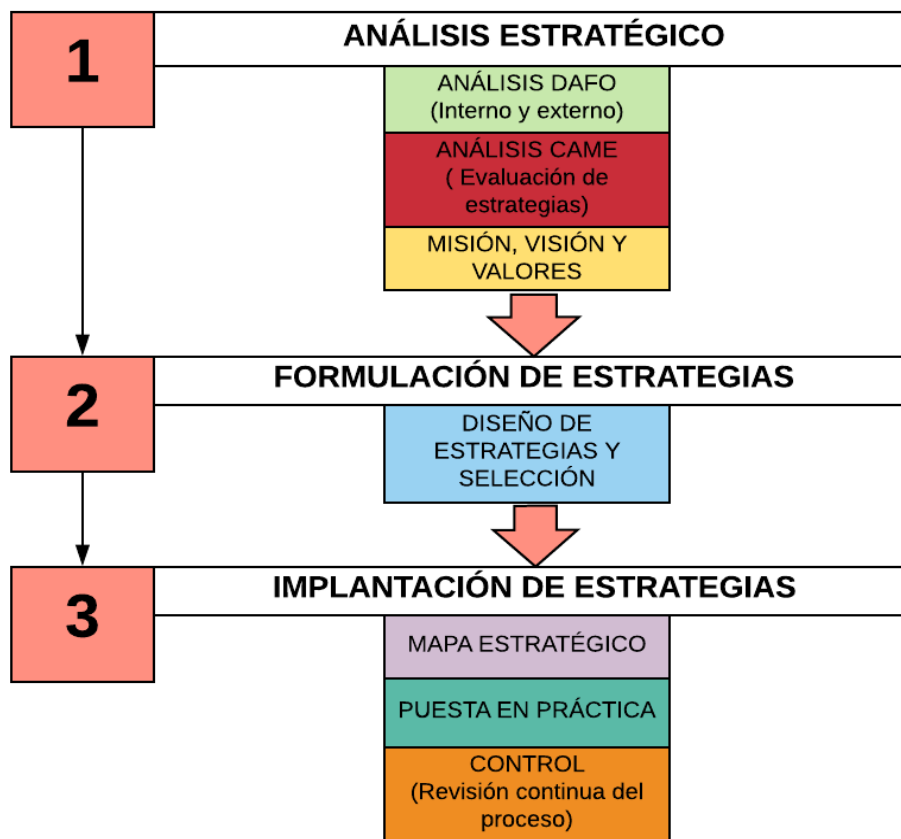 1
ANÁLISIS ESTRATÉGICO
ANÁLISIS DAFO
(Interno y externo)
ANÁLISIS CAME
( Evaluación de
estrategias)
MISIÓN, VISIÓN Y
VALORES
2
FORMULACIÓN DE ESTRATEGIAS
DISEÑO DE
ESTRATEGIAS Y
SELECCIÓN
3
IMPLANTACIÓN DE ESTRATEGIAS
MAPA ESTRATÉGICO
PUESTA EN PRÁCTICA
CONTROL
(Revisión continua del
proceso)